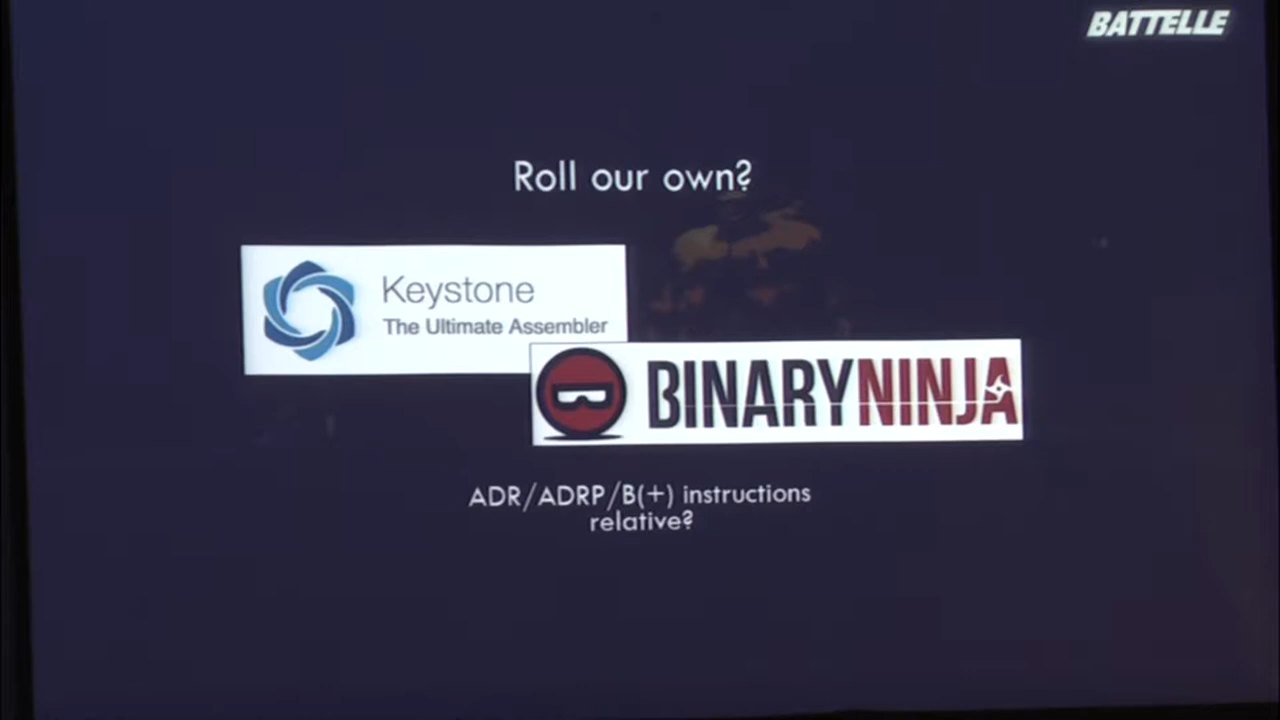 BATTELLE
Roll our own?
Keystone
The Ultimate Assembler
BINARYNINJA
ADR/ADRP/B(+) instructions
relative?